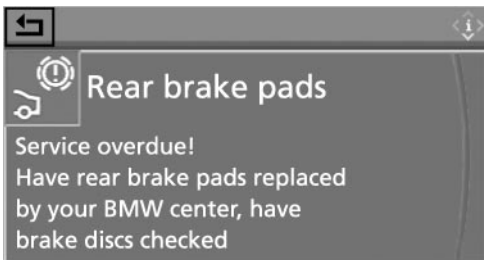 Rear brake pads
Service overdue!
Have rear brake pads replaced
by your BMW center, have
brake discs checked